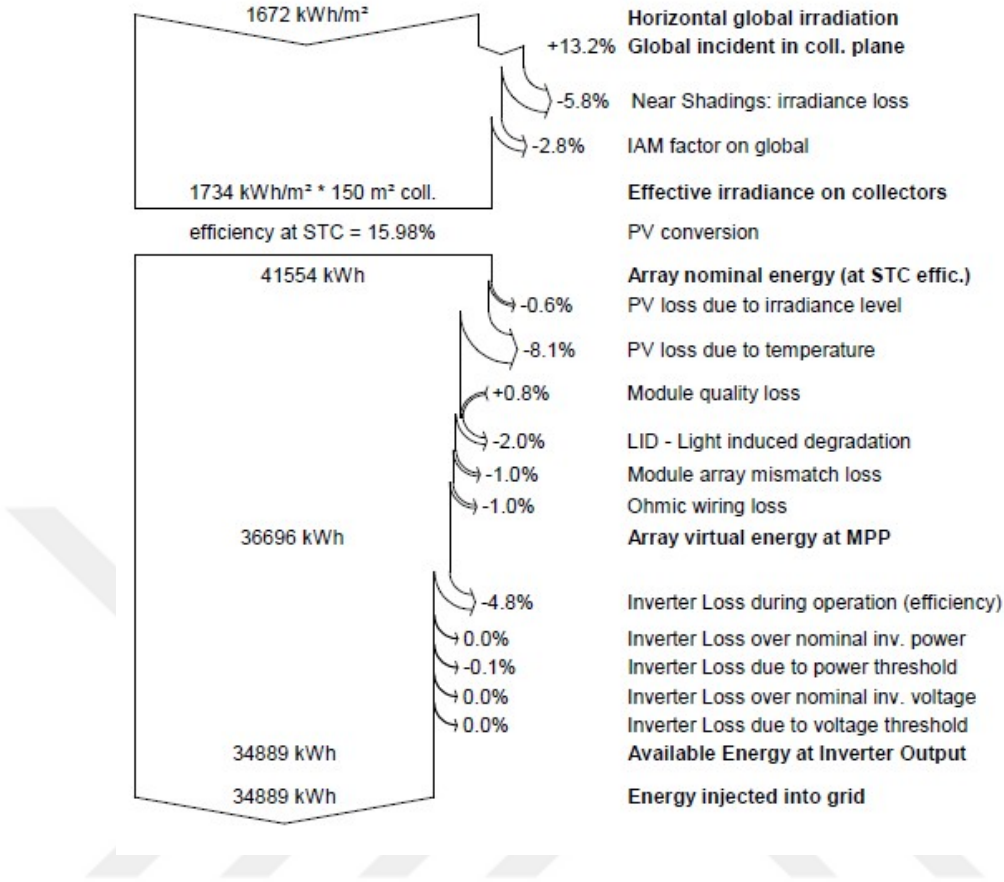 1672 kWh/m² Horizontal global irradiation
+13.2% Global incident in coll. plane
-5.8% Near Shadings: irradiance loss
-2.8% IAM factor on global
1734 kWh/m² * 150 m² coll. Effective irradiance on collectors
efficiency at STC = 15.98% PV conversion
41554 kWh Array nominal energy (at STC effic.)
-0.6% PV loss due to irradiance level
-8.1% PV loss due to temperature
+0.8% Module quality loss
-2.0% LID - Light induced degradation
-1.0% Module array mismatch loss
-1.0% Ohmic wiring loss
36696 kWh Array virtual energy at MPP
-4.8% Inverter Loss during operation (efficiency)
0.0% Inverter Loss over nominal inv. power
-0.1% Inverter Loss due to power threshold
0.0% Inverter Loss over nominal inv. voltage
0.0% Inverter Loss due to voltage threshold
34889 kWh Available Energy at Inverter Output
34889 kWh Energy injected into grid